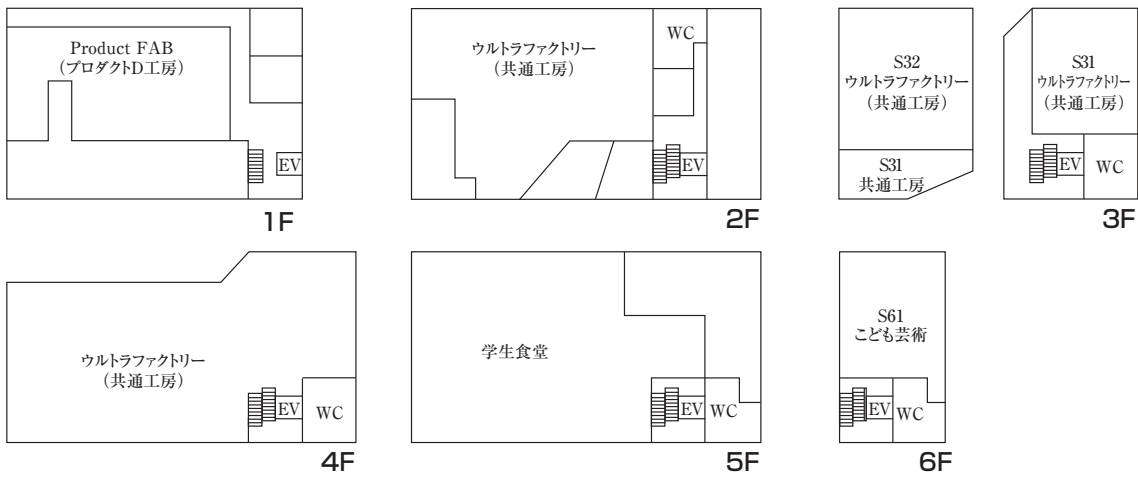 Product FAB
（プロダクトD工房）
EV
1F
ウルトラファクトリー
（共通工房）
WC
EV
2F
S32
ウルトラファクトリー
（共通工房）
S31
共通工房
S31
ウルトラファクトリー
（共通工房）
EV
WC
3F
ウルトラファクトリー
（共通工房）
EV
WC
4F
学生食堂
EV
WC
5F
S61
こども芸術
EV
WC
6F